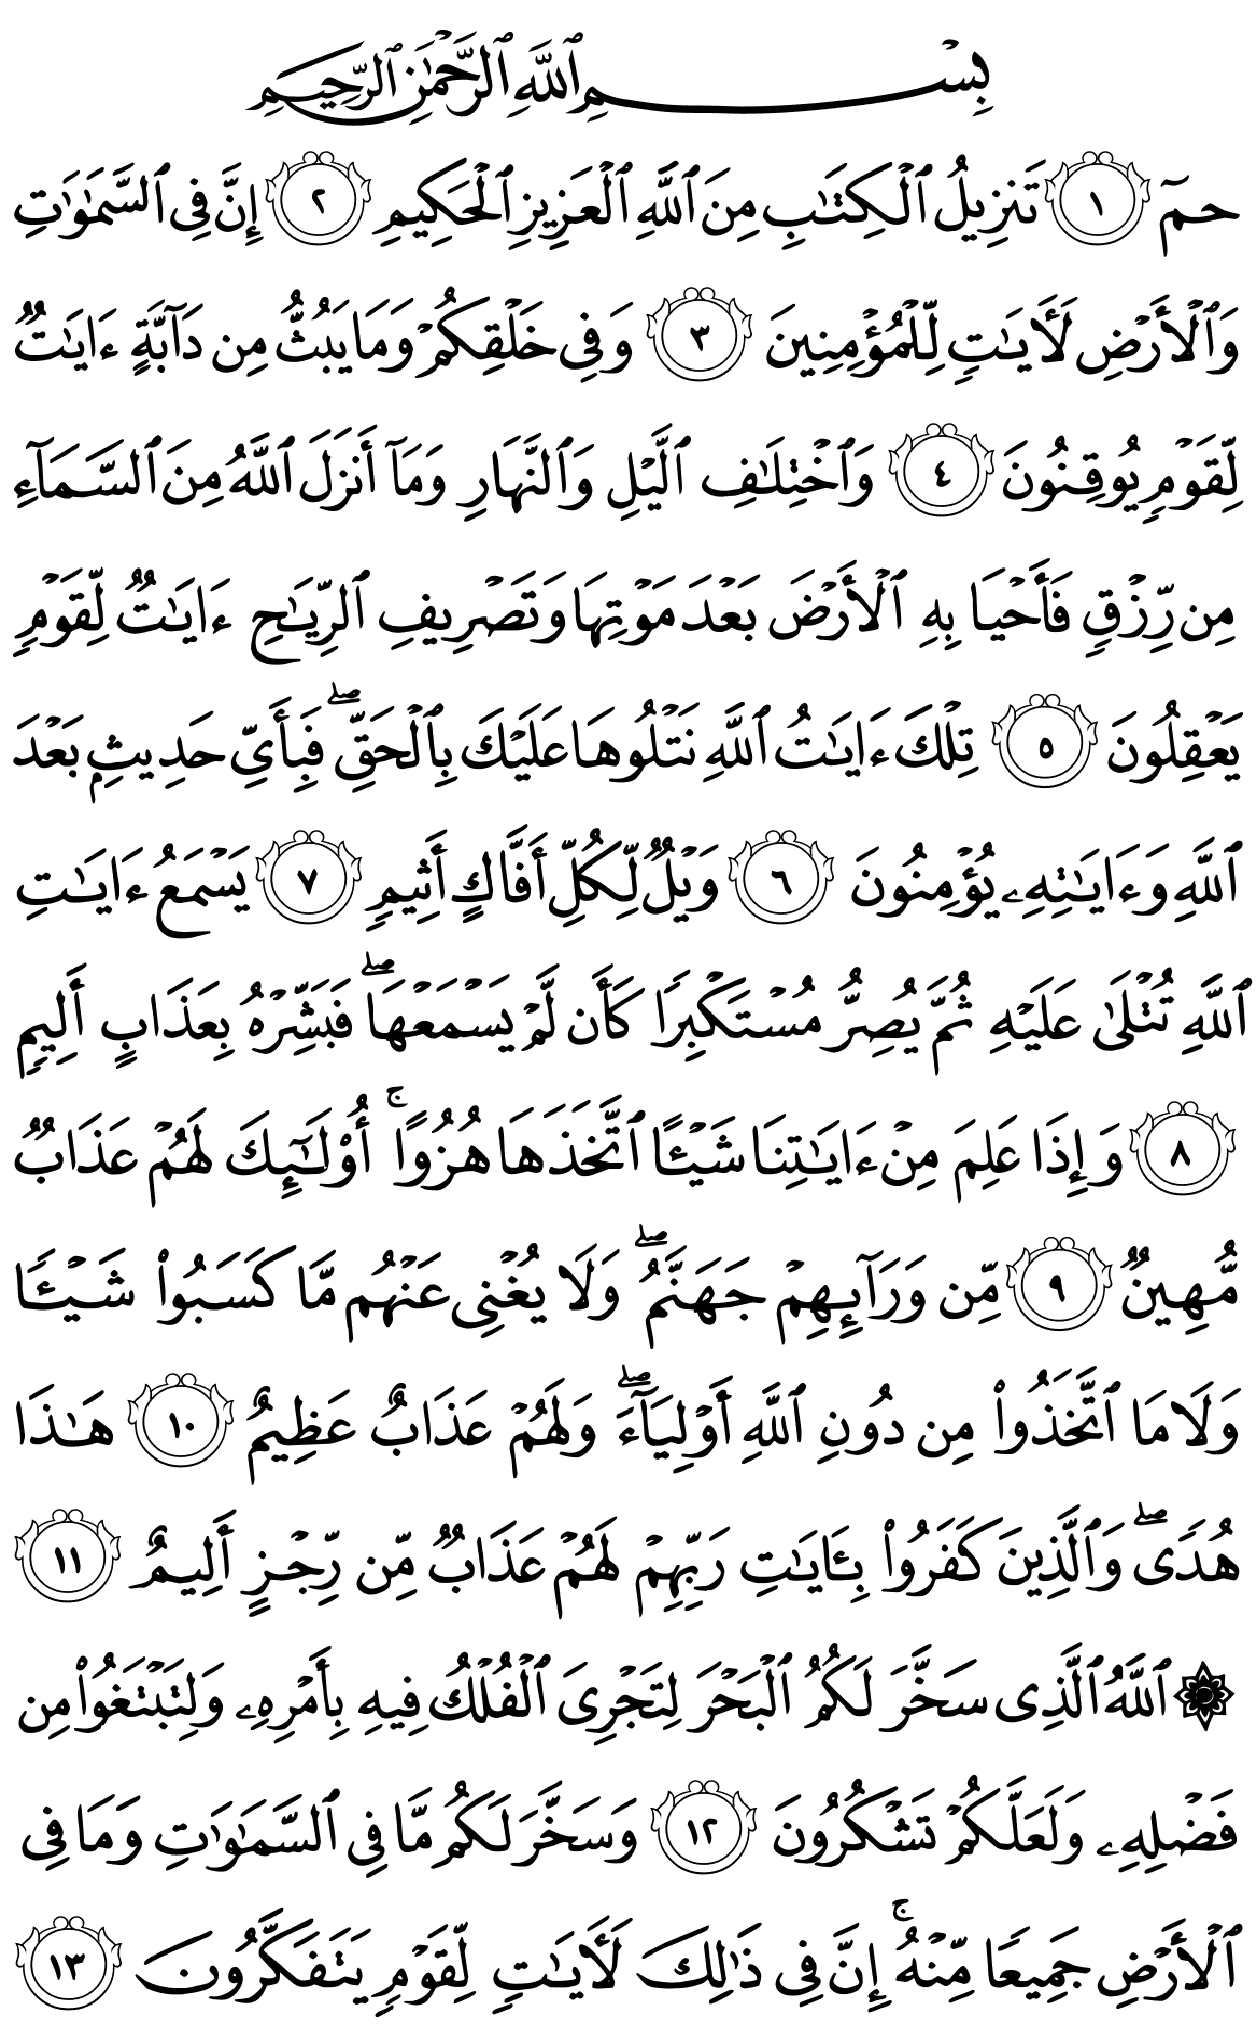 بِسْمِ ٱللَّهِ ٱلرَّحْمَٰنِ ٱلرَّحِيمِ
حمٓ ١ تَنزِيلُ ٱلْكِتَٰبِ مِنَ ٱللَّهِ ٱلْعَزِيزِ ٱلْحَكِيمِ ٢ إِنَّ فِى ٱلسَّمَٰوَٰتِ
وَٱلْأَرْضِ لَأٓيَٰتٍ لِّلْمُؤْمِنِينَ ٣ وَفِى خَلْقِكُمْ وَمَا يَبُثُّ مِن دَآبَّةٍ ءَايَٰتٌ
لِّقَوْمٍ يُوقِنُونَ ٤ وَٱخْتِلَٰفِ ٱلَّيْلِ وَٱلنَّهَارِ وَمَآ أَنزَلَ ٱللَّهُ مِنَ ٱلسَّمَآءِ
مِن رِّزْقٍ فَأَحْيَا بِهِ ٱلْأَرْضَ بَعْدَ مَوْتِهَا وَتَصْرِيفِ ٱلرِّيَٰحِ ءَايَٰتٌ لِّقَوْمٍ
يَعْقِلُونَ ٥ تِلْكَ ءَايَٰتُ ٱللَّهِ نَتْلُوهَا عَلَيْكَ بِٱلْحَقِّ ۖ فَبِأَىِّ حَدِيثٍۭ بَعْدَ
ٱللَّهِ وَءَايَٰتِهِۦ يُؤْمِنُونَ ٦ وَيْلٌ لِّكُلِّ أَفَّاكٍ أَثِيمٍ ٧ يَسْمَعُ ءَايَٰتِ
ٱللَّهِ تُتْلَىٰ عَلَيْهِ ثُمَّ يُصِرُّ مُسْتَكْبِرًا كَأَن لَّمْ يَسْمَعْهَا ۖ فَبَشِّرْهُ بِعَذَابٍ أَلِيمٍ
٨ وَإِذَا عَلِمَ مِنْ ءَايَٰتِنَا شَيْـًٔا ٱتَّخَذَهَا هُزُوًا ۚ أُو۟لَٰٓئِكَ لَهُمْ عَذَابٌ
مُّهِينٌ ٩ مِّن وَرَآئِهِمْ جَهَنَّمُ ۖ وَلَا يُغْنِى عَنْهُم مَّا كَسَبُوا۟ شَيْـًٔا
وَلَا مَا ٱتَّخَذُوا۟ مِن دُونِ ٱللَّهِ أَوْلِيَآءَ ۖ وَلَهُمْ عَذَابٌ عَظِيمٌ ١٠ هَٰذَا
هُدًى ۖ وَٱلَّذِينَ كَفَرُوا۟ بِـَٔايَٰتِ رَبِّهِمْ لَهُمْ عَذَابٌ مِّن رِّجْزٍ أَلِيمٌ ١١
۞ ٱللَّهُ ٱلَّذِى سَخَّرَ لَكُمُ ٱلْبَحْرَ لِتَجْرِىَ ٱلْفُلْكُ فِيهِ بِأَمْرِهِۦ وَلِتَبْتَغُوا۟ مِن
فَضْلِهِۦ وَلَعَلَّكُمْ تَشْكُرُونَ ١٢ وَسَخَّرَ لَكُم مَّا فِى ٱلسَّمَٰوَٰتِ وَمَا فِى
ٱلْأَرْضِ جَمِيعًا مِّنْهُ ۚ إِنَّ فِى ذَٰلِكَ لَأٓيَٰتٍ لِّقَوْمٍ يَتَفَكَّرُونَ ١٣